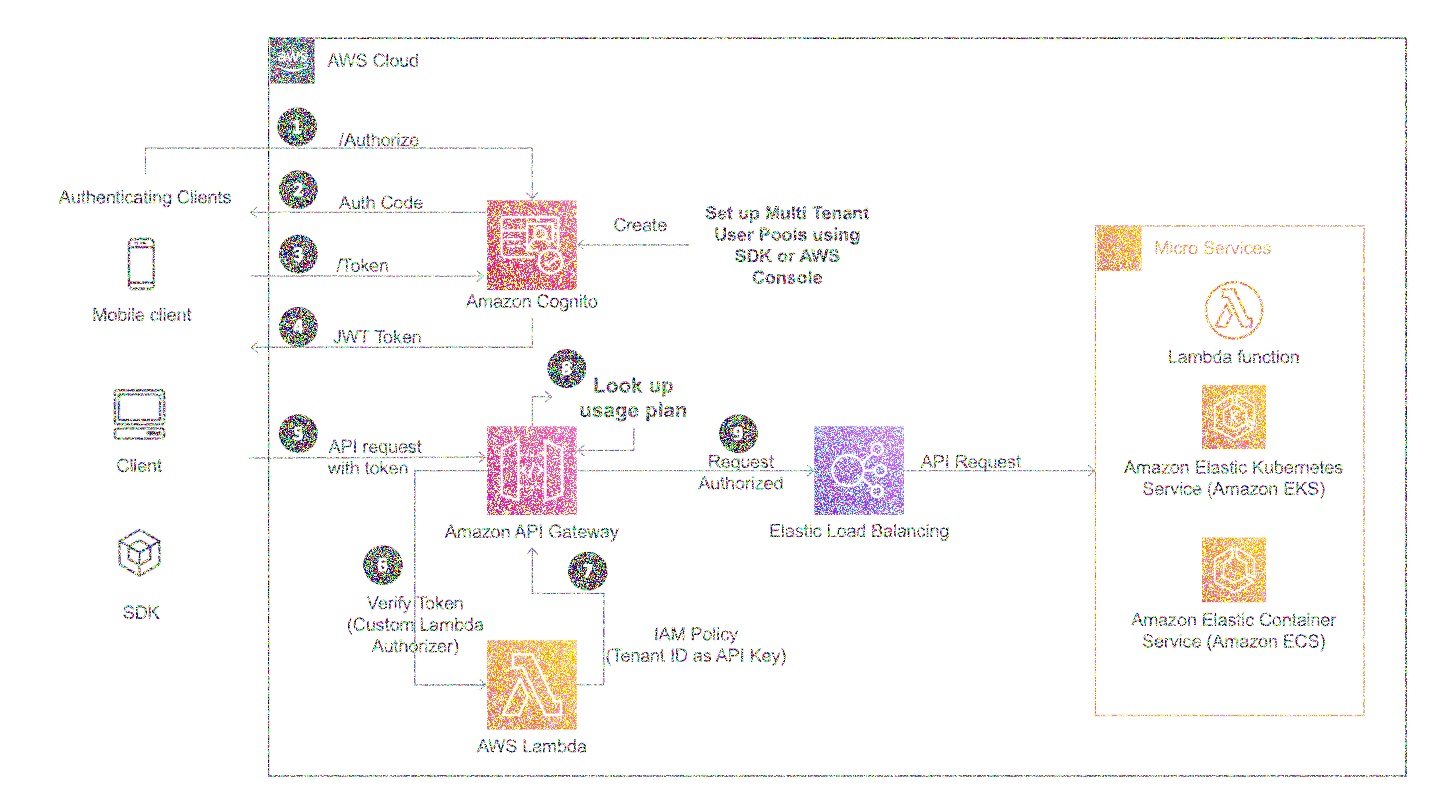 aws
AWS Cloud
1
/Authorize
Authenticating Clients
2
Auth Code
Create
Set up Multi Tenant
User Pools using
SDK or AWS
Console
3
/Token
Amazon Cognito
Mobile client
4
JWT Token
8
Look up
usage plan
Client
5
API request
with token
Amazon API Gateway
9
Request
Authorized
Elastic Load Balancing
API Request
Micro Services
Lambda function
Amazon Elastic Kubernetes
Service (Amazon EKS)
Amazon Elastic Container
Service (Amazon ECS)
SDK
6
Verify Token
(Custom Lambda
Authorizer)
7
IAM Policy
(Tenant ID as API Key)
AWS Lambda